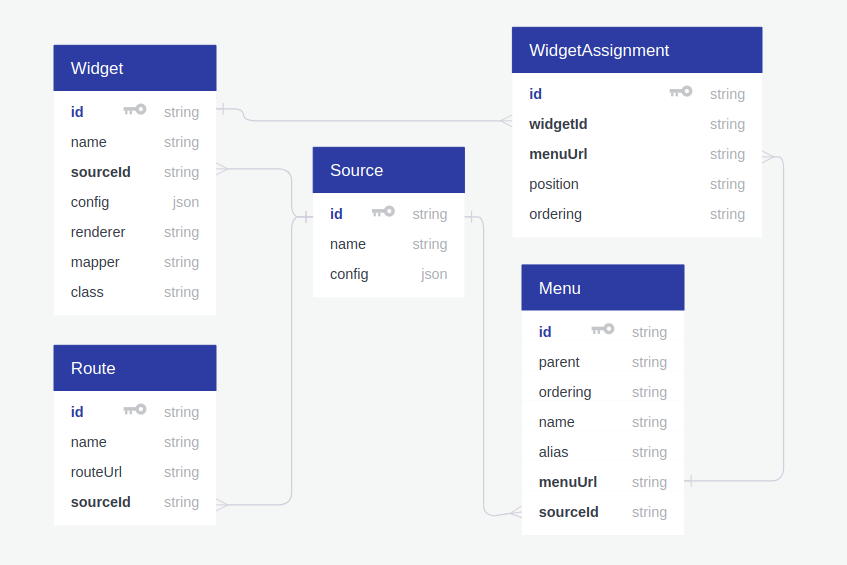 Widget
id string
name string
sourceId string
config json
renderer string
mapper string
class string
Route
id string
name string
routeUrl string
sourceId string
Source
id string
name string
config json
WidgetAssignment
id string
widgetId string
menuUrl string
position string
ordering string
Menu
id string
parent string
ordering string
name string
alias string
menuUrl string
sourceId string